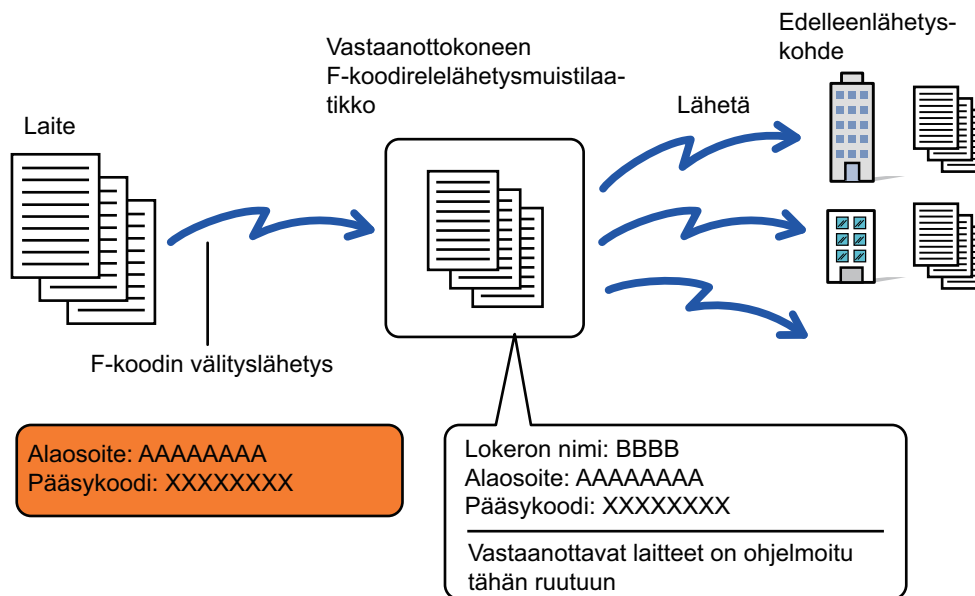 Laite
Vastaanottokoneen
F-koodirelelähetysmuistilaa-
tikko
Lähetä
Edelleenlähetys-
kohde
F-koodin välityslähetys
Alaosoite: AAAAAAAA
Pääsykoodi: XXXXXXXX
Lokeron nimi: BBBB
Alaosoite: AAAAAAAA
Pääsykoodi: XXXXXXXX
Vastaanottavat laitteet on ohjelmoitu
tähän ruutuun